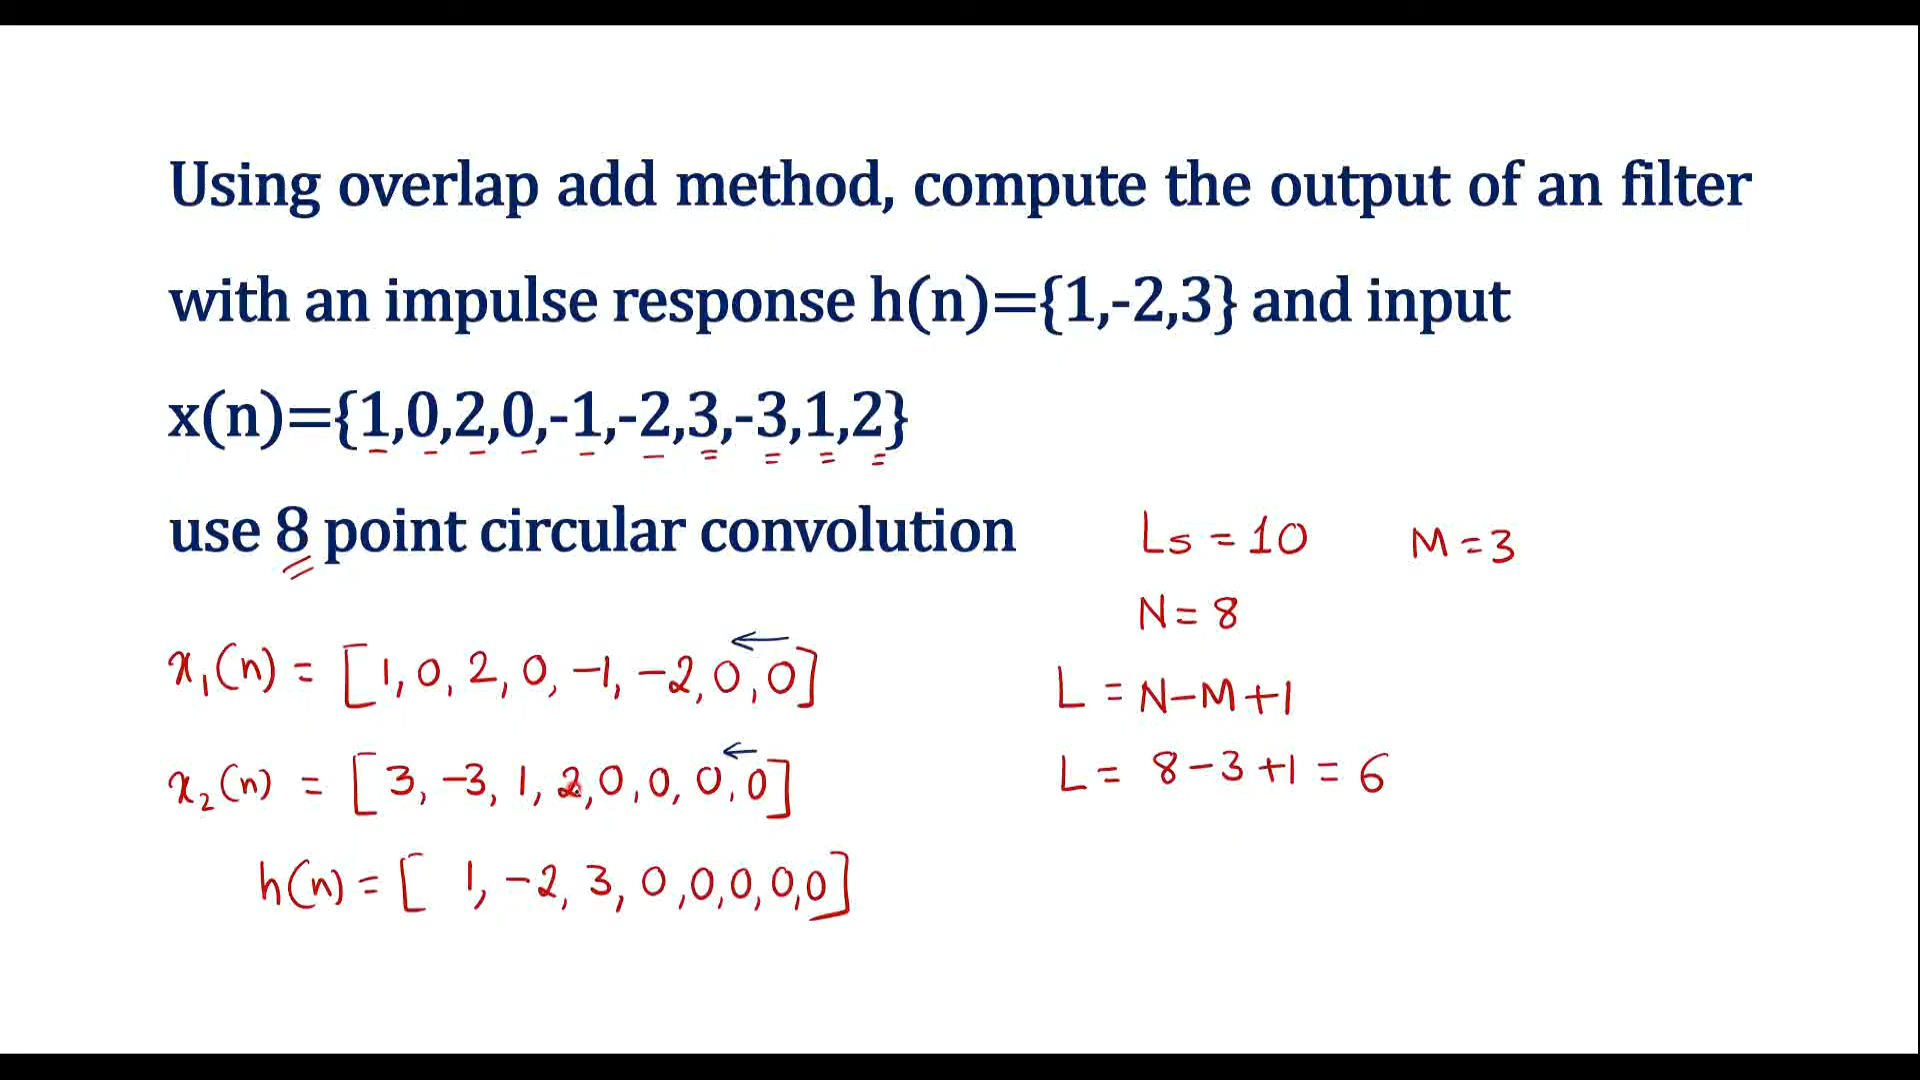 Using overlap add method, compute the output of an filter
with an impulse response h(n)={1,-2,3} and input
x(n)={1,0,2,0,-1,-2,3,-3,1,2}
use 8 point circular convolution
Ls = 10 M = 3
N = 8
x₁(n) = [1, 0, 2, 0, -1, -2, 0, 0]
L = N-M+1
x₂(n) = [3, -3, 1, 2, 0, 0, 0, 0]
L = 8-3+1 = 6
h(n) = [ 1, -2, 3, 0, 0, 0, 0, 0]